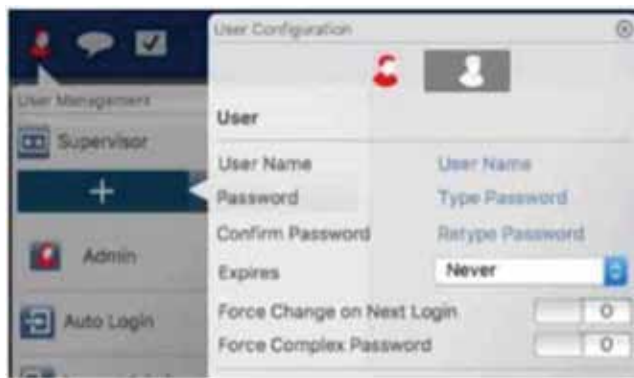 User Configuration
User Management
User
Supervisor
User Name User Name
Password Type Password
+
Confirm Password Retype Password
Admin
Expires Never
Auto Login
Force Change on Next Login O
Force Complex Password O